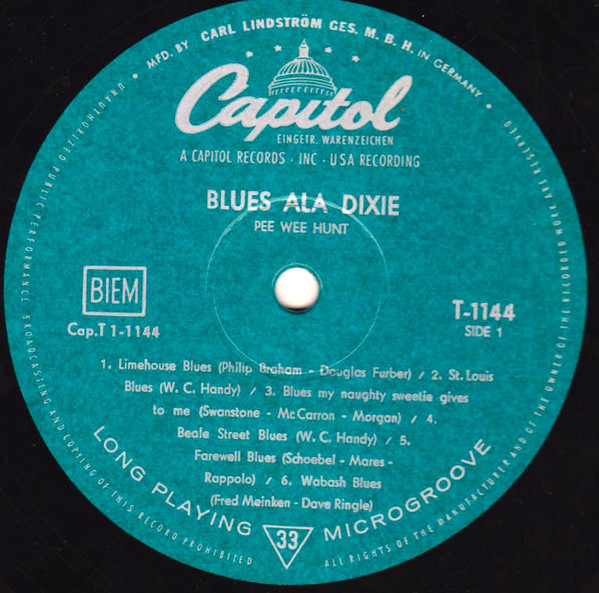 MFD. BY CARL LINDSTRÖM GES. M. B. H. IN GERMANY
Capitol
EINGETR. WARENZEICHEN
A CAPITOL RECORDS · INC · USA RECORDING
BLUES ALA DIXIE
PEE WEE HUNT
BIEM
Cap.T 1-1144
T-1144
SIDE 1
1. Limehouse Blues (Philip Braham - Douglas Furber) / 2. St. Louis
Blues (W. C. Handy) / 3. Blues my naughty sweetie gives
to me (Swanstone - McCarron - Morgan) / 4.
Beale Street Blues (W. C. Handy) / 5.
Farewell Blues (Schoebel - Mares -
Rappolo) / 6. Wabash Blues
(Fred Meinken - Dave Ringle)
LONG PLAYING 33 MICROGROOVE
UNAUTHORIZED PUBLIC PERFORMANCE BROADCASTING AND COPYING OF THIS RECORD PROHIBITED
ALL RIGHTS OF THE MANUFACTURER AND OF THE OWNER OF THE RECORDED WORK RESERVED